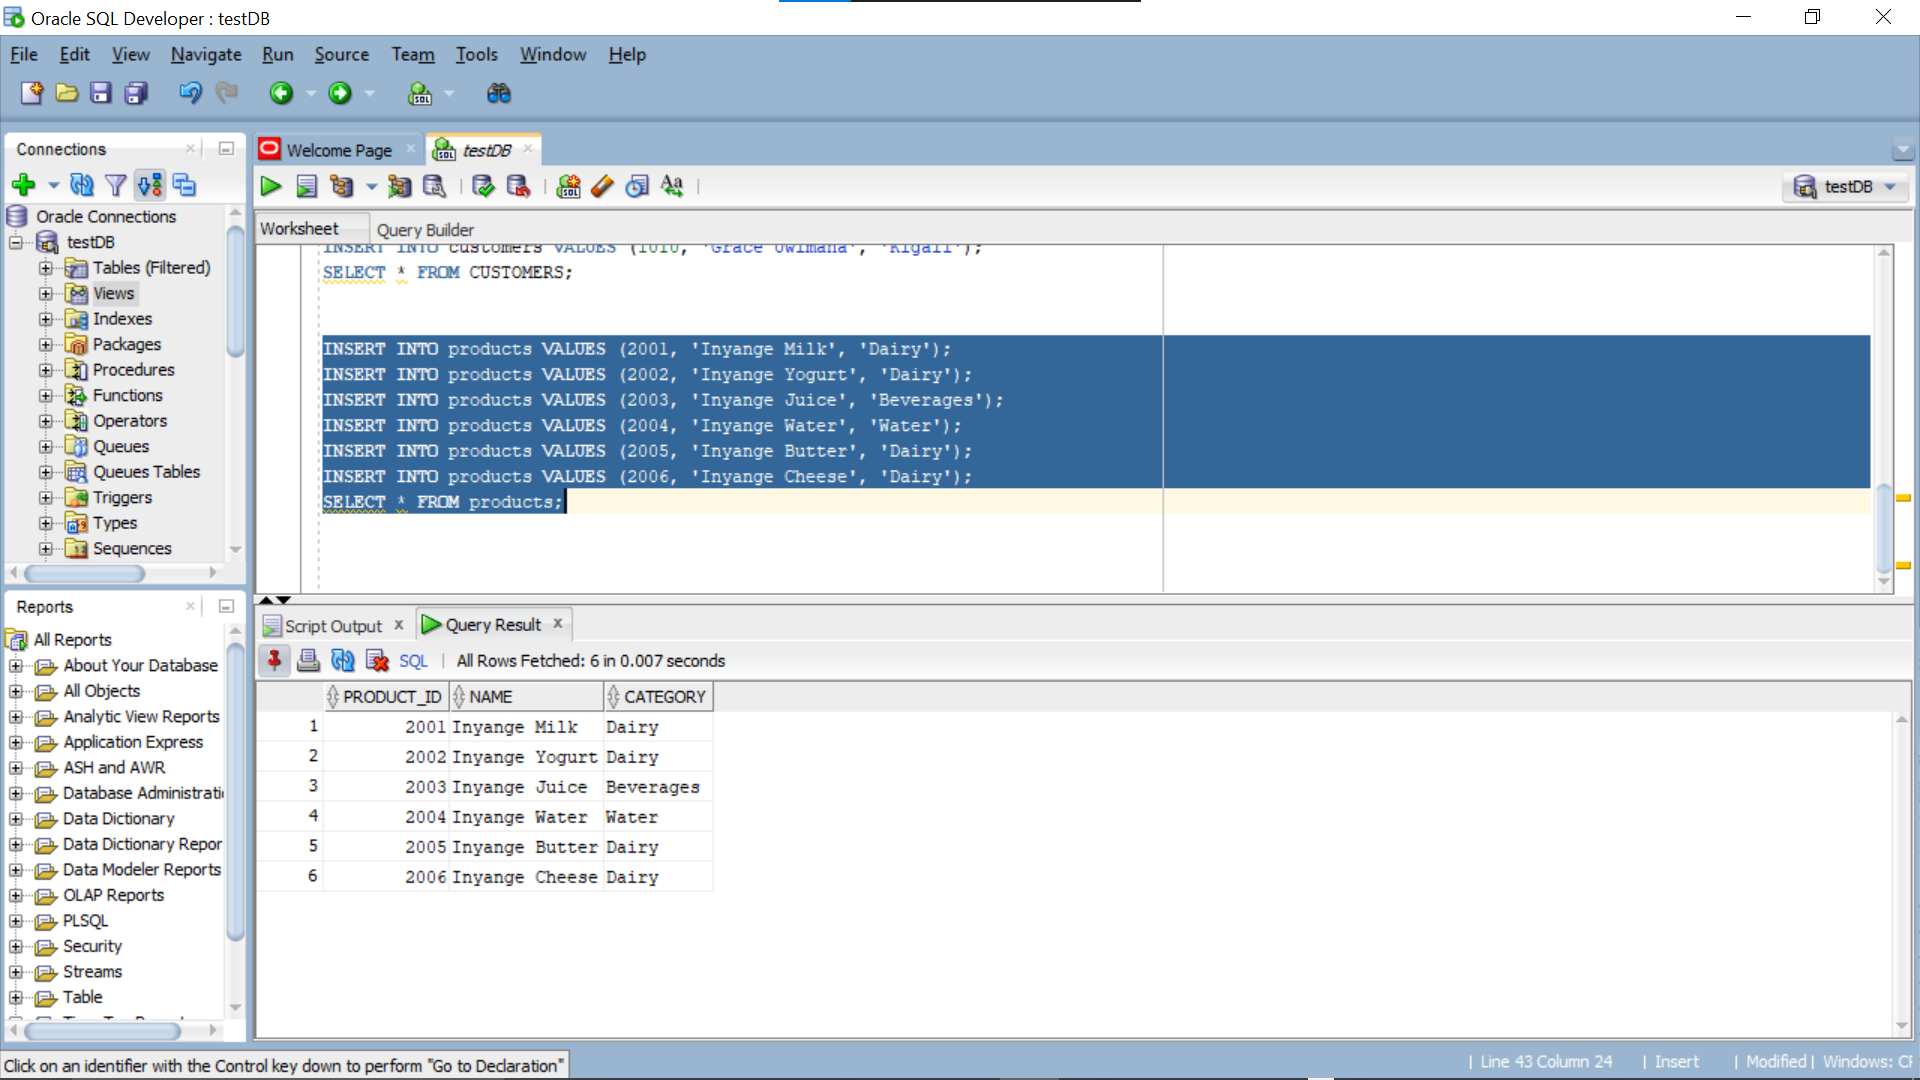 Oracle SQL Developer : testDB
File Edit View Navigate Run Source Team Tools Window Help
Connections
Oracle Connections
testDB
Tables (Filtered)
Views
Indexes
Packages
Procedures
Functions
Operators
Queues
Queues Tables
Triggers
Types
Sequences
Reports
All Reports
About Your Database
All Objects
Analytic View Reports
Application Express
ASH and AWR
Database Administrati
Data Dictionary
Data Dictionary Repor
Data Modeler Reports
OLAP Reports
PLSQL
Security
Streams
Table
Welcome Page testDB
testDB
Worksheet Query Builder
INSERT INTO customers VALUES (1010, 'Grace Uwimana', 'Kigali');
SELECT * FROM CUSTOMERS;
INSERT INTO products VALUES (2001, 'Inyange Milk', 'Dairy');
INSERT INTO products VALUES (2002, 'Inyange Yogurt', 'Dairy');
INSERT INTO products VALUES (2003, 'Inyange Juice', 'Beverages');
INSERT INTO products VALUES (2004, 'Inyange Water', 'Water');
INSERT INTO products VALUES (2005, 'Inyange Butter', 'Dairy');
INSERT INTO products VALUES (2006, 'Inyange Cheese', 'Dairy');
SELECT * FROM products;
Script Output x Query Result x
SQL | All Rows Fetched: 6 in 0.007 seconds
PRODUCT_ID NAME CATEGORY
1 2001 Inyange Milk Dairy
2 2002 Inyange Yogurt Dairy
3 2003 Inyange Juice Beverages
4 2004 Inyange Water Water
5 2005 Inyange Butter Dairy
6 2006 Inyange Cheese Dairy
Click on an identifier with the Control key down to perform "Go to Declaration"
| Line 43 Column 24 | Insert | Modified | Windows: CF